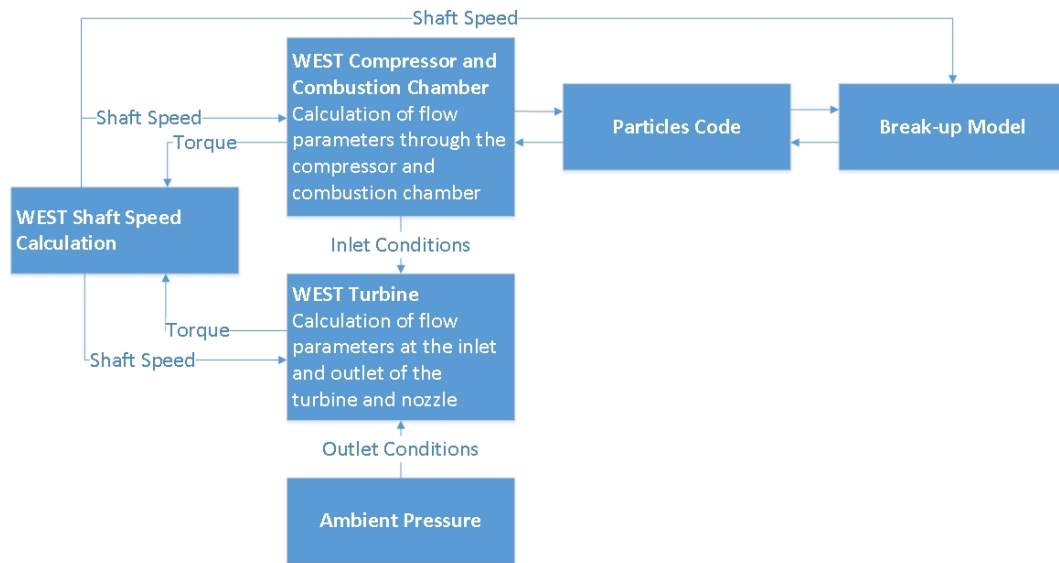 Shaft Speed
WEST Compressor and
Combustion Chamber
Calculation of flow
parameters through the
compressor and
combustion chamber
Shaft Speed
Torque
Particles Code
Break-up Model
WEST Shaft Speed
Calculation
Inlet Conditions
WEST Turbine
Calculation of flow
parameters at the inlet
and outlet of the
turbine and nozzle
Torque
Shaft Speed
Outlet Conditions
Ambient Pressure